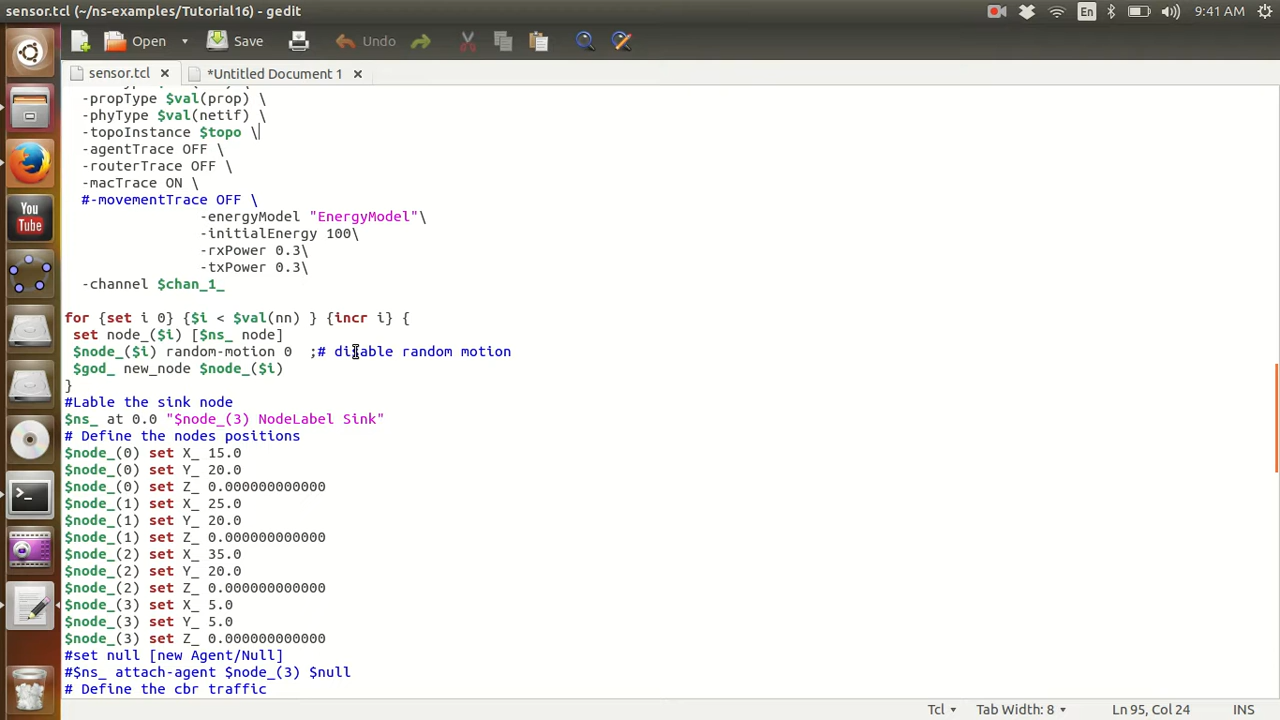 sensor.tcl (~/ns-examples/Tutorial16) - gedit
En
9:41 AM
Open
Save
Undo
sensor.tcl
*Untitled Document 1
-propType $val(prop) \
-phyType $val(netif) \
-topoInstance $topo \
-agentTrace OFF \
-routerTrace OFF \
-macTrace ON \
#-movementTrace OFF \
-energyModel "EnergyModel"\
-initialEnergy 100\
-rxPower 0.3\
-txPower 0.3\
-channel $chan_1_
for {set i 0} {$i < $val(nn) } {incr i} {
set node_($i) [$ns_ node]
$node_($i) random-motion 0 ;# disable random motion
$god_ new_node $node_($i)
}
#Lable the sink node
$ns_ at 0.0 "$node_(3) NodeLabel Sink"
# Define the nodes positions
$node_(0) set X_ 15.0
$node_(0) set Y_ 20.0
$node_(0) set Z_ 0.000000000000
$node_(1) set X_ 25.0
$node_(1) set Y_ 20.0
$node_(1) set Z_ 0.000000000000
$node_(2) set X_ 35.0
$node_(2) set Y_ 20.0
$node_(2) set Z_ 0.000000000000
$node_(3) set X_ 5.0
$node_(3) set Y_ 5.0
$node_(3) set Z_ 0.000000000000
#set null [new Agent/Null]
#$ns_ attach-agent $node_(3) $null
# Define the cbr traffic
You
Tube
Tcl
Tab Width: 8
Ln 95, Col 24
INS